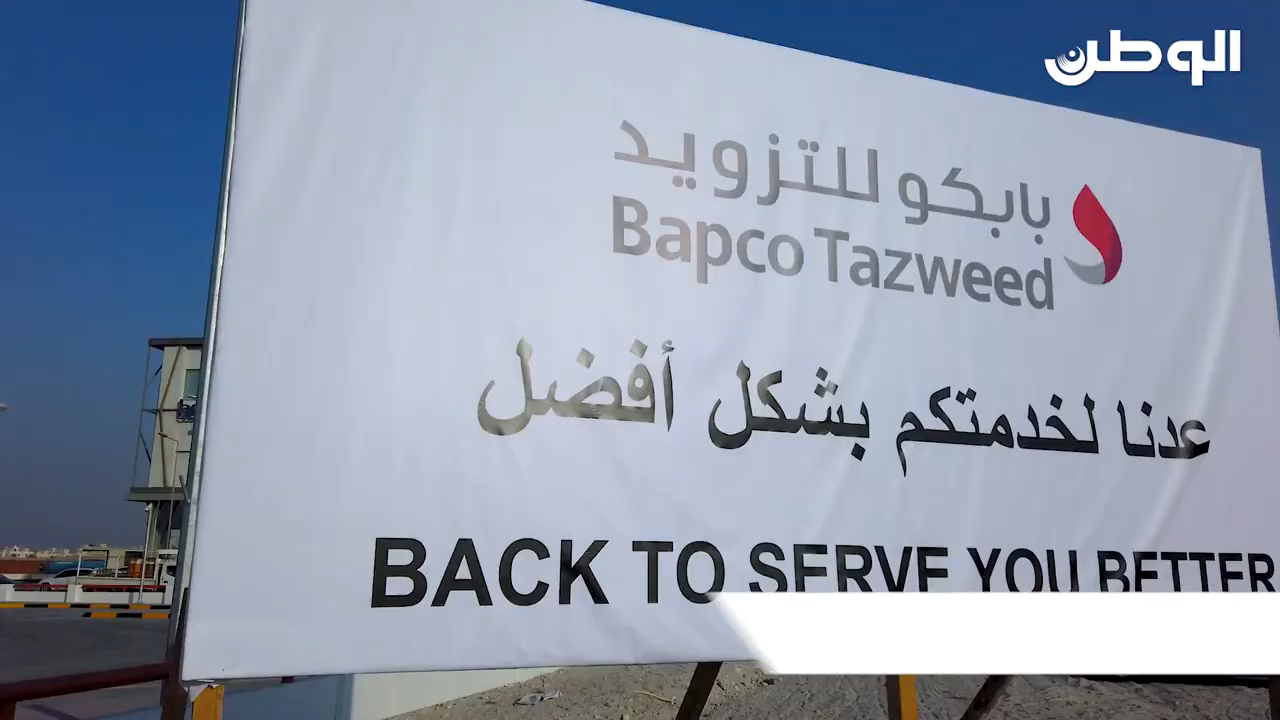 الوطن
بابكو للتزويد
Bapco Tazweed
عدنا لخدمتكم بشكل أفضل
BACK TO SERVE YOU BETTER